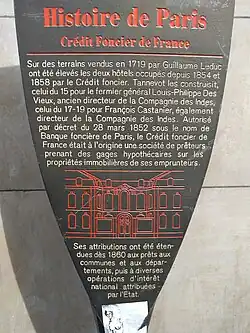 Histoire de Paris
Crédit Foncier de France
Sur des terrains vendus en 1719 par Guillaume Leduc
ont été élevés les deux hôtels occupés depuis 1854 et
1858 par le Crédit foncier. Tannevot les construisit,
celui du 15 pour le fermier général Louis-Philippe Des
Vieux, ancien directeur de la Compagnie des Indes,
celui du 17-19 pour François Castanier, également
directeur de la Compagnie des Indes. Autorisé
par décret du 28 mars 1852 sous le nom de
Banque foncière de Paris, le Crédit foncier de
France était à l'origine une société de prêteurs
prenant des gages hypothécaires sur les
propriétés immobilières de ses emprunteurs.
Ses attributions ont été éten-
dues dès 1860 aux prêts aux
communes et aux dépar-
tements, puis à diverses
opérations d'intérêt
national attribuées
par l'État.